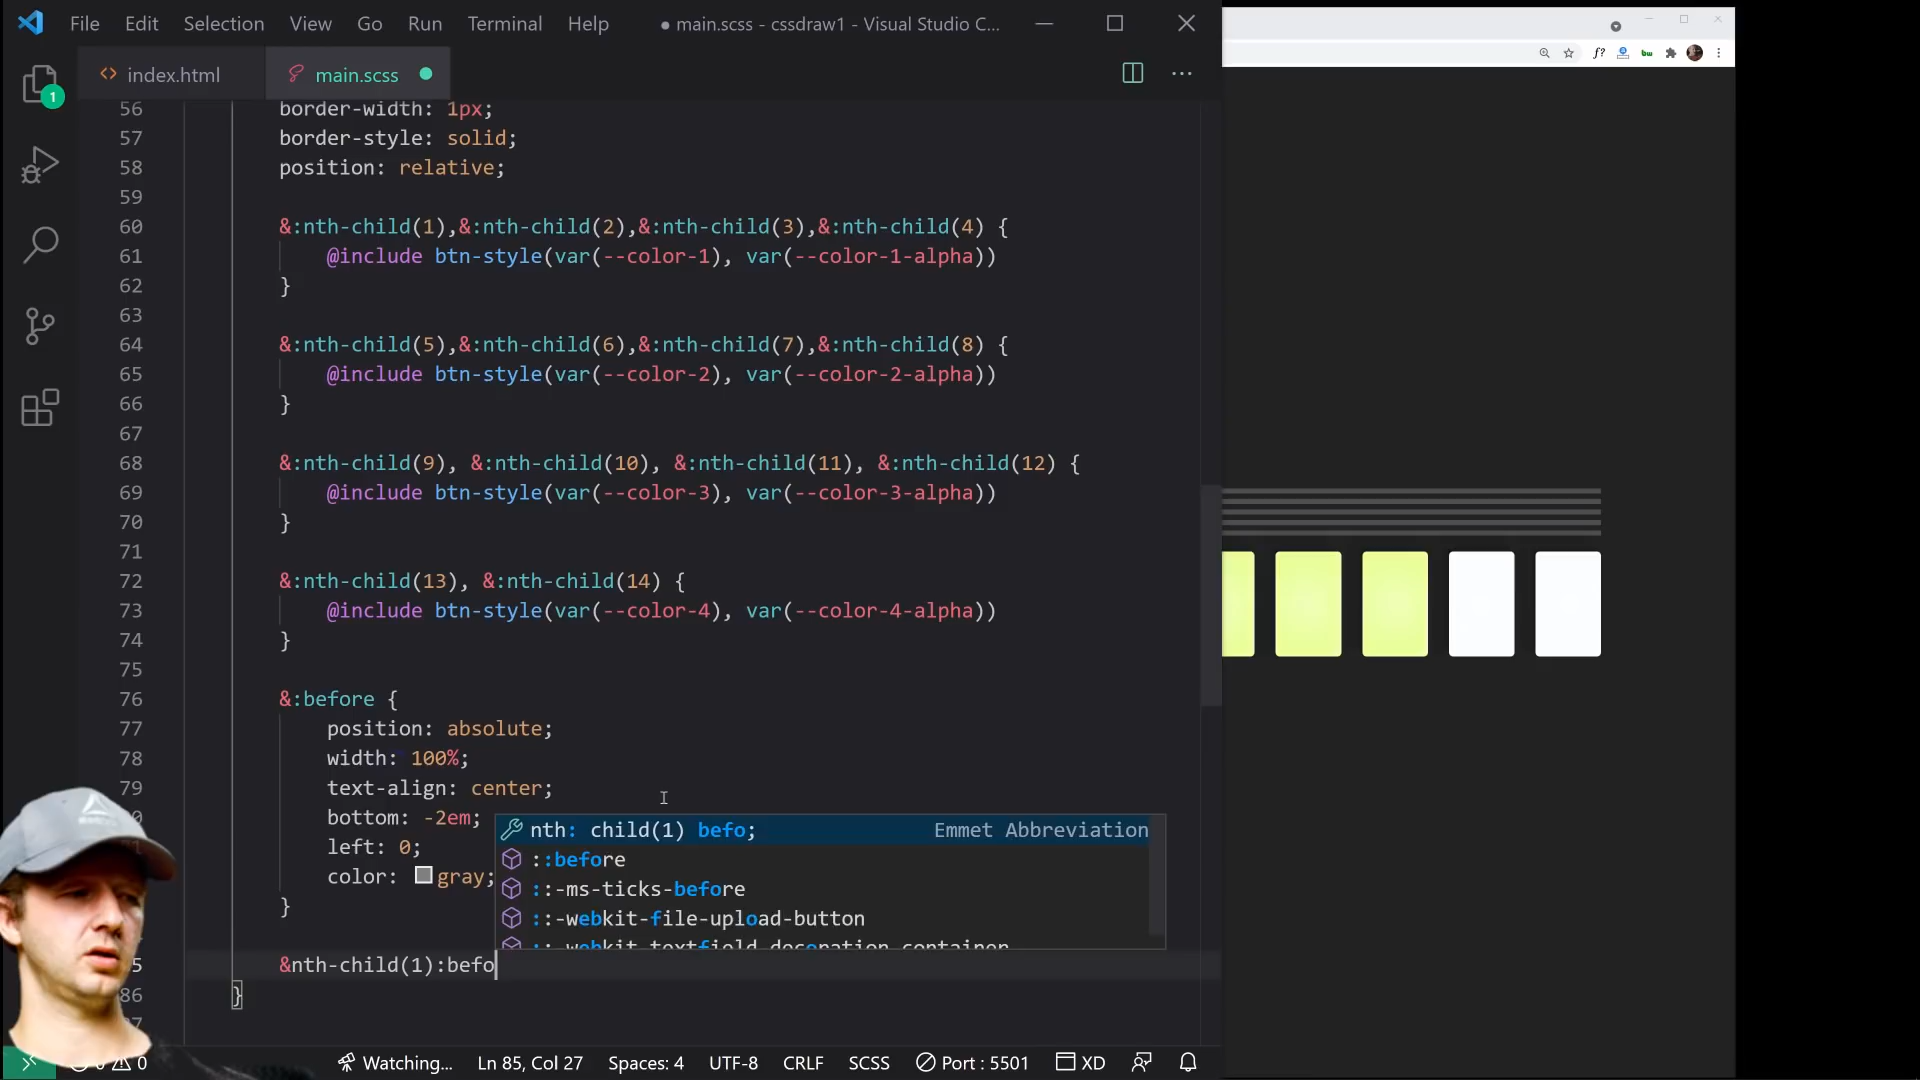 File Edit Selection View Go Run Terminal Help ● main.scss - cssdraw1 - Visual Studio C...
index.html main.scss
1
56 border-width: 1px;
57 border-style: solid;
58 position: relative;
59
60 &:nth-child(1),&:nth-child(2),&:nth-child(3),&:nth-child(4) {
61 @include btn-style(var(--color-1), var(--color-1-alpha))
62 }
63
64 &:nth-child(5),&:nth-child(6),&:nth-child(7),&:nth-child(8) {
65 @include btn-style(var(--color-2), var(--color-2-alpha))
66 }
67
68 &:nth-child(9), &:nth-child(10), &:nth-child(11), &:nth-child(12) {
69 @include btn-style(var(--color-3), var(--color-3-alpha))
70 }
71
72 &:nth-child(13), &:nth-child(14) {
73 @include btn-style(var(--color-4), var(--color-4-alpha))
74 }
75
76 &:before {
77 position: absolute;
78 width: 100%;
79 text-align: center;
bottom: -2em;
nth: child(1) befo; Emmet Abbreviation
left: 0;
::before
color: gray;
::-ms-ticks-before
}
::-webkit-file-upload-button
::-webkit-textfield-decoration-container
&nth-child(1):befo
86 }
Watching... Ln 85, Col 27 Spaces: 4 UTF-8 CRLF SCSS Port : 5501 XD
f?
bw